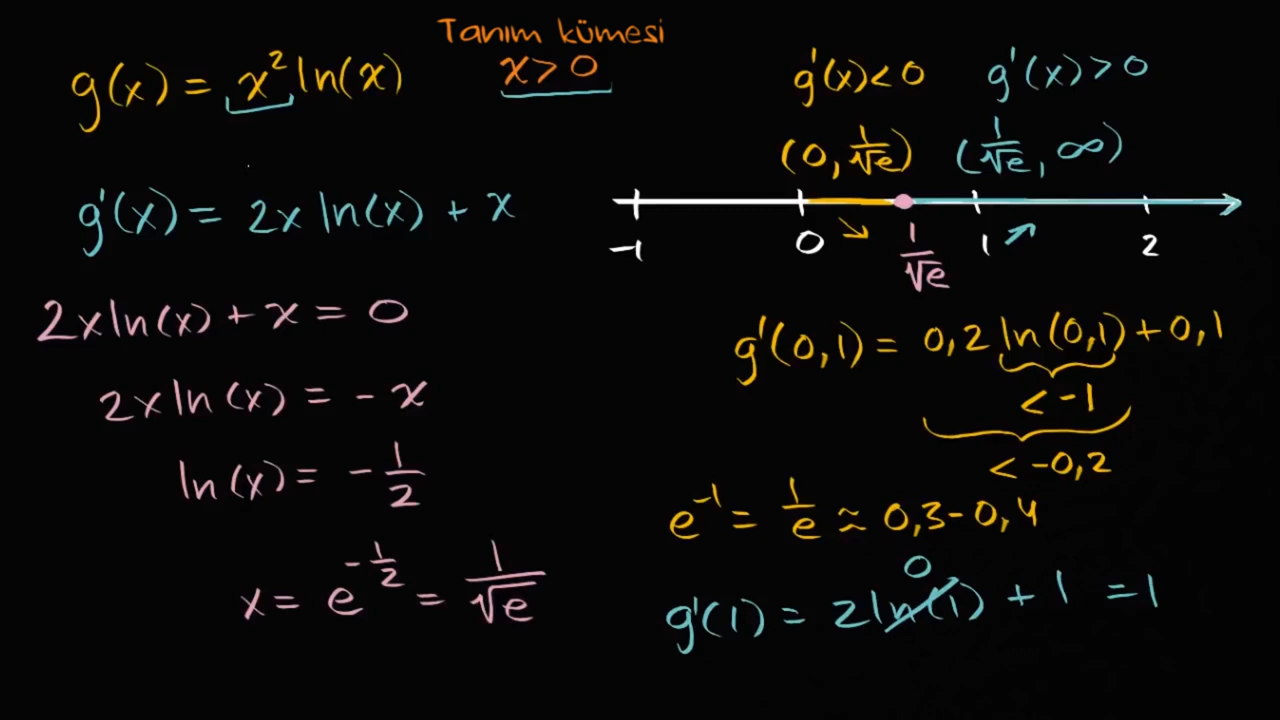 Tanım kümesi
x > 0
g(x) = x² ln(x)
g'(x) = 2x ln(x) + x
2x ln(x) + x = 0
2x ln(x) = - x
ln(x) = - 1/2
x = e^(-1/2) = 1/√e
g'(x) < 0 g'(x) > 0
(0, 1/√e) (1/√e, ∞)
-1 0 1/√e 1 2
g'(0,1) = 0,2 ln(0,1) + 0,1
< -1
< -0,2
e^(-1) = 1/e ≈ 0,3 - 0,4
0
g'(1) = 2 ln(1) + 1 = 1